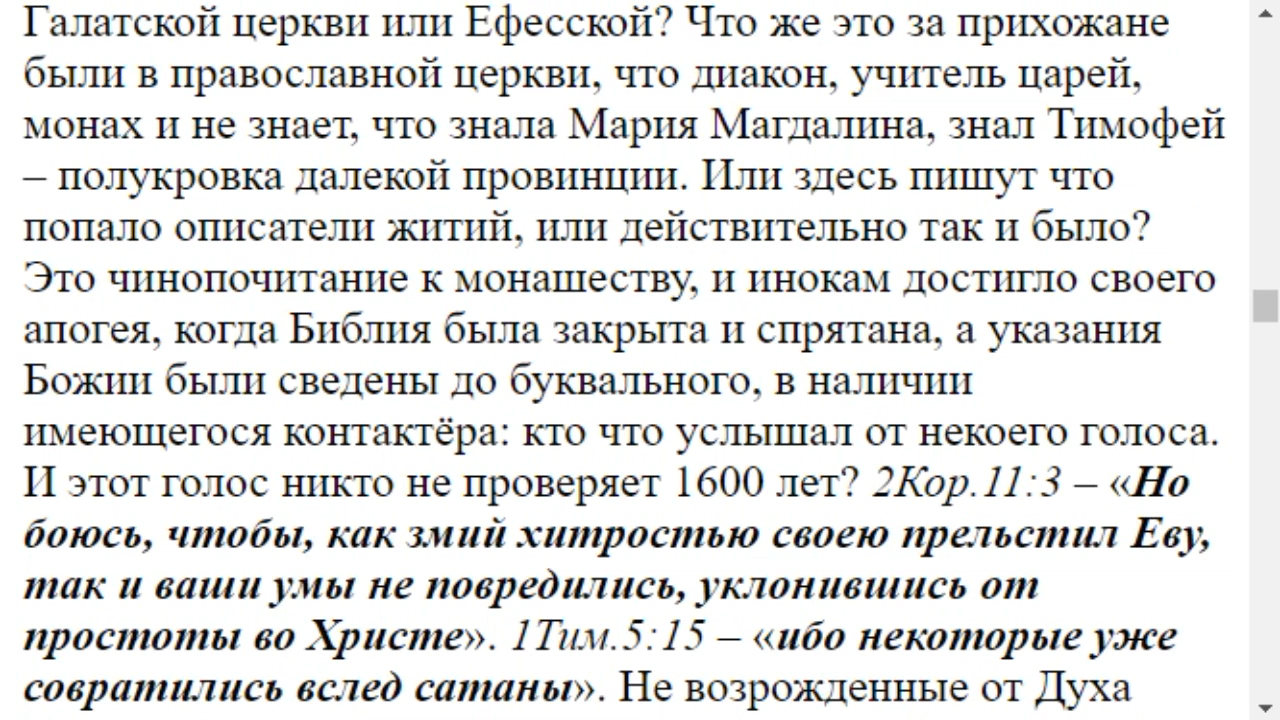 Галатской церкви или Ефесской? Что же это за прихожане
были в православной церкви, что диакон, учитель царей,
монах и не знает, что знала Мария Магдалина, знал Тимофей
– полукровка далекой провинции. Или здесь пишут что
попало описатели житий, или действительно так и было?
Это чинопочитание к монашеству, и инокам достигло своего
апогея, когда Библия была закрыта и спрятана, а указания
Божии были сведены до буквального, в наличии
имеющегося контактёра: кто что услышал от некоего голоса.
И этот голос никто не проверяет 1600 лет? 2Кор.11:3 – «Но
боюсь, чтобы, как змий хитростью своею прельстил Еву,
так и ваши умы не повредились, уклонившись от
простоты во Христе». 1Тим.5:15 – «ибо некоторые уже
совратились вслед сатаны». Не возрожденные от Духа